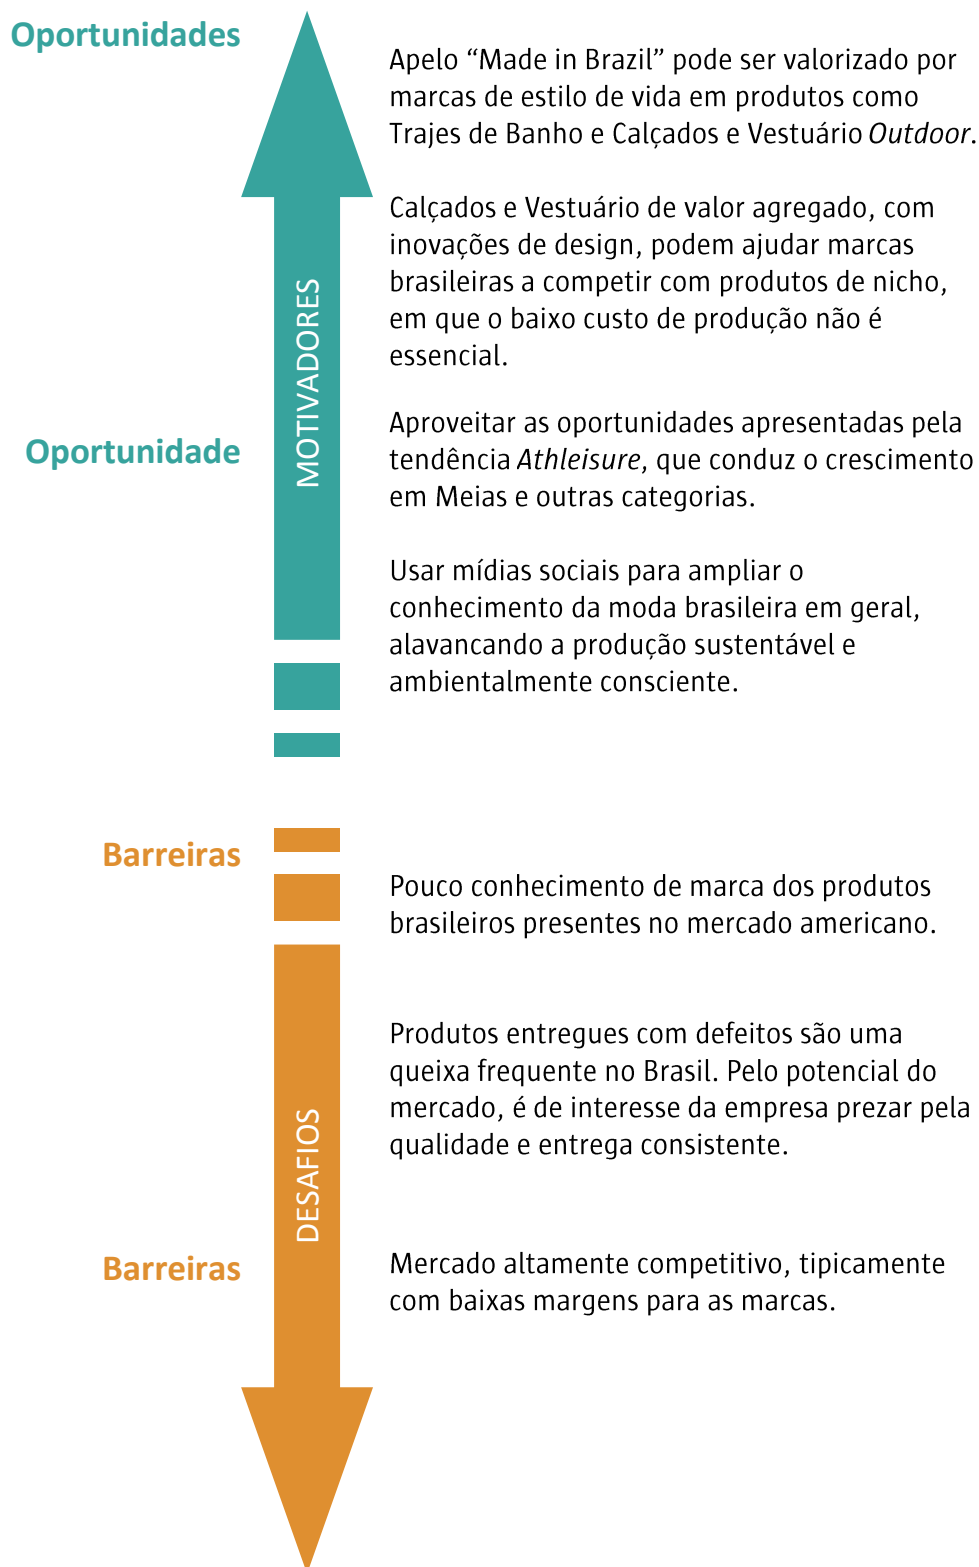 Oportunidades
Apelo “Made in Brazil” pode ser valorizado por
marcas de estilo de vida em produtos como
Trajes de Banho e Calçados e Vestuário Outdoor.
Calçados e Vestuário de valor agregado, com
inovações de design, podem ajudar marcas
brasileiras a competir com produtos de nicho,
em que o baixo custo de produção não é
essencial.
MOTIVADORES
Oportunidade
Aproveitar as oportunidades apresentadas pela
tendência Athleisure, que conduz o crescimento
em Meias e outras categorias.
Usar mídias sociais para ampliar o
conhecimento da moda brasileira em geral,
alavancando a produção sustentável e
ambientalmente consciente.
Barreiras
Pouco conhecimento de marca dos produtos
brasileiros presentes no mercado americano.
Produtos entregues com defeitos são uma
queixa frequente no Brasil. Pelo potencial do
mercado, é de interesse da empresa prezar pela
qualidade e entrega consistente.
DESAFIOS
Barreiras
Mercado altamente competitivo, tipicamente
com baixas margens para as marcas.